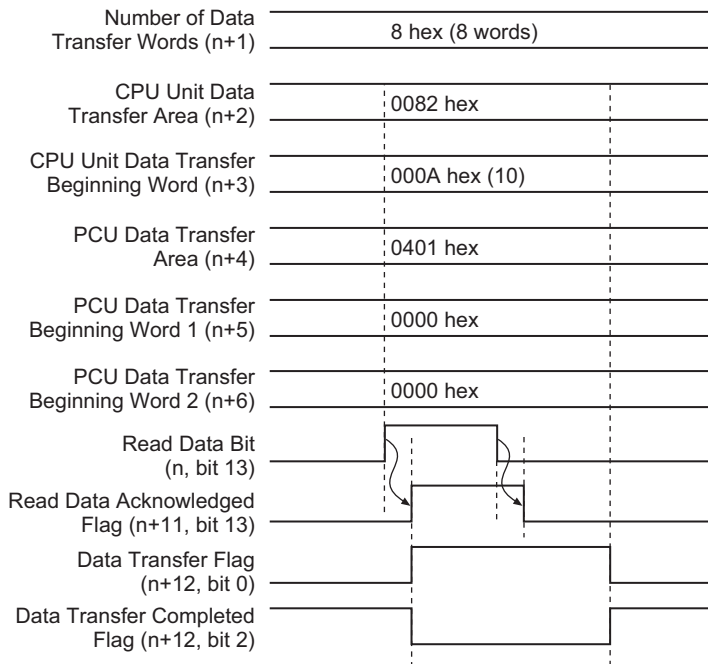 Number of Data
Transfer Words (n+1)
8 hex (8 words)
CPU Unit Data
Transfer Area (n+2)
0082 hex
CPU Unit Data Transfer
Beginning Word (n+3)
000A hex (10)
PCU Data Transfer
Area (n+4)
0401 hex
PCU Data Transfer
Beginning Word 1 (n+5)
0000 hex
PCU Data Transfer
Beginning Word 2 (n+6)
0000 hex
Read Data Bit
(n, bit 13)
Read Data Acknowledged
Flag (n+11, bit 13)
Data Transfer Flag
(n+12, bit 0)
Data Transfer Completed
Flag (n+12, bit 2)